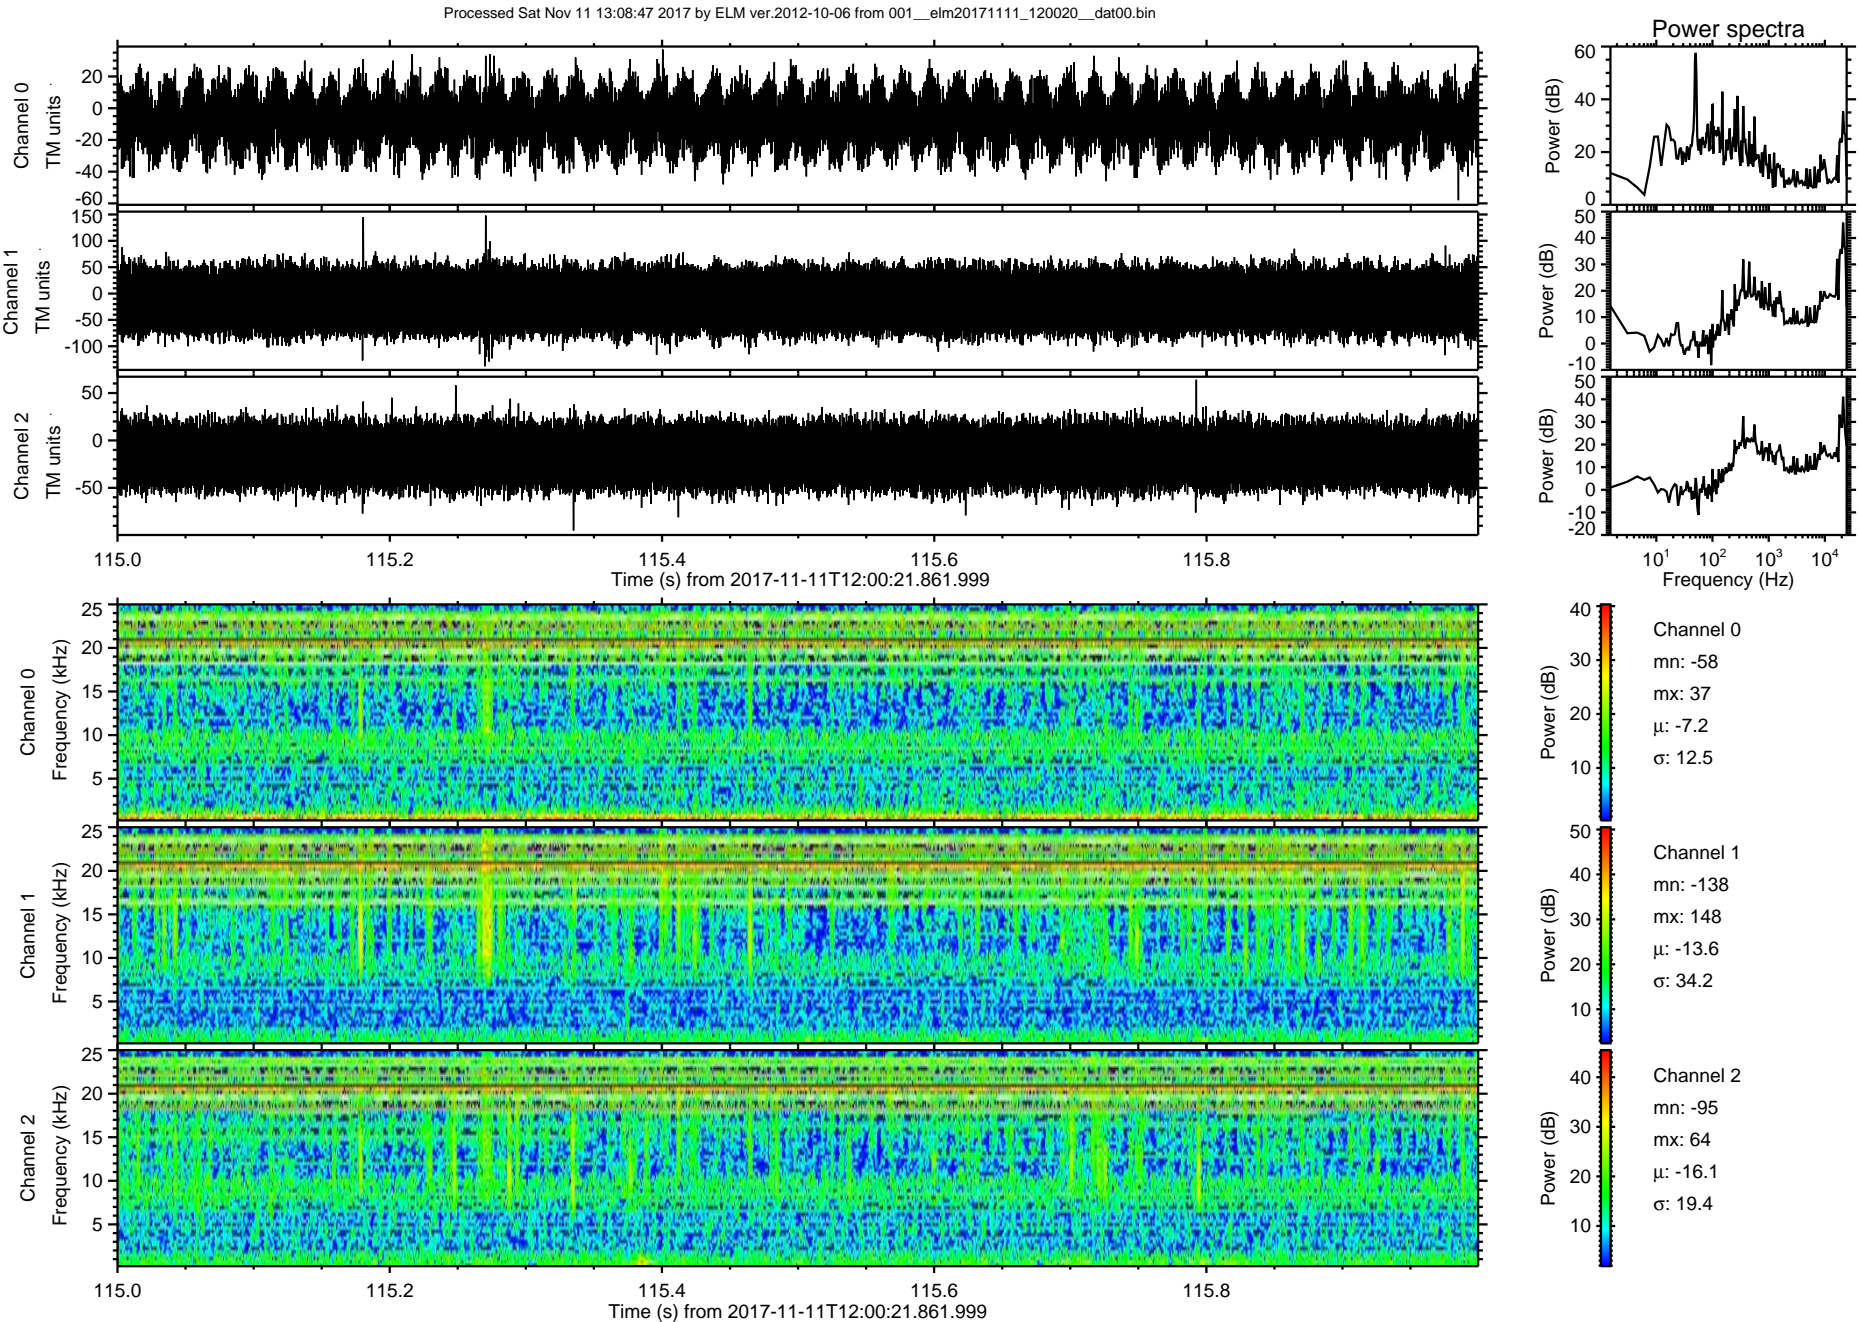 Processed Sat Nov 11 13:08:47 2017 by ELM ver.2012-10-06 from 001__elm20171111_120020__dat00.bin
Power spectra
Channel 0
TM units
20
0
-20
-40
-60
Power (dB)
60
40
20
0
Channel 1
TM units
150
100
50
0
-50
-100
Power (dB)
50
40
30
20
10
0
-10
Channel 2
TM units
50
0
-50
Power (dB)
50
40
30
20
10
0
-10
-20
115.0 115.2 115.4 115.6 115.8
Time (s) from 2017-11-11T12:00:21.861.999
10¹ 10² 10³ 10⁴
Frequency (Hz)
Channel 0
Frequency (kHz)
25
20
15
10
5
Power (dB)
40
30
20
10
Channel 0
mn: -58
mx: 37
μ: -7.2
σ: 12.5
Channel 1
Frequency (kHz)
25
20
15
10
5
Power (dB)
50
40
30
20
10
Channel 1
mn: -138
mx: 148
μ: -13.6
σ: 34.2
Channel 2
Frequency (kHz)
25
20
15
10
5
Power (dB)
40
30
20
10
Channel 2
mn: -95
mx: 64
μ: -16.1
σ: 19.4
115.0 115.2 115.4 115.6 115.8
Time (s) from 2017-11-11T12:00:21.861.999